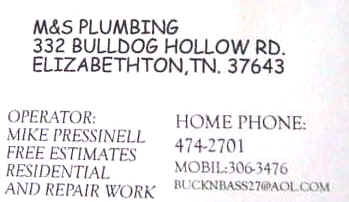 M&S PLUMBING
332 BULLDOG HOLLOW RD.
ELIZABETHTON,TN. 37643
OPERATOR:
MIKE PRESSINELL
FREE ESTIMATES
RESIDENTIAL
AND REPAIR WORK
HOME PHONE:
474-2701
MOBIL:306-3476
BUCKNBASS27@AOL.COM